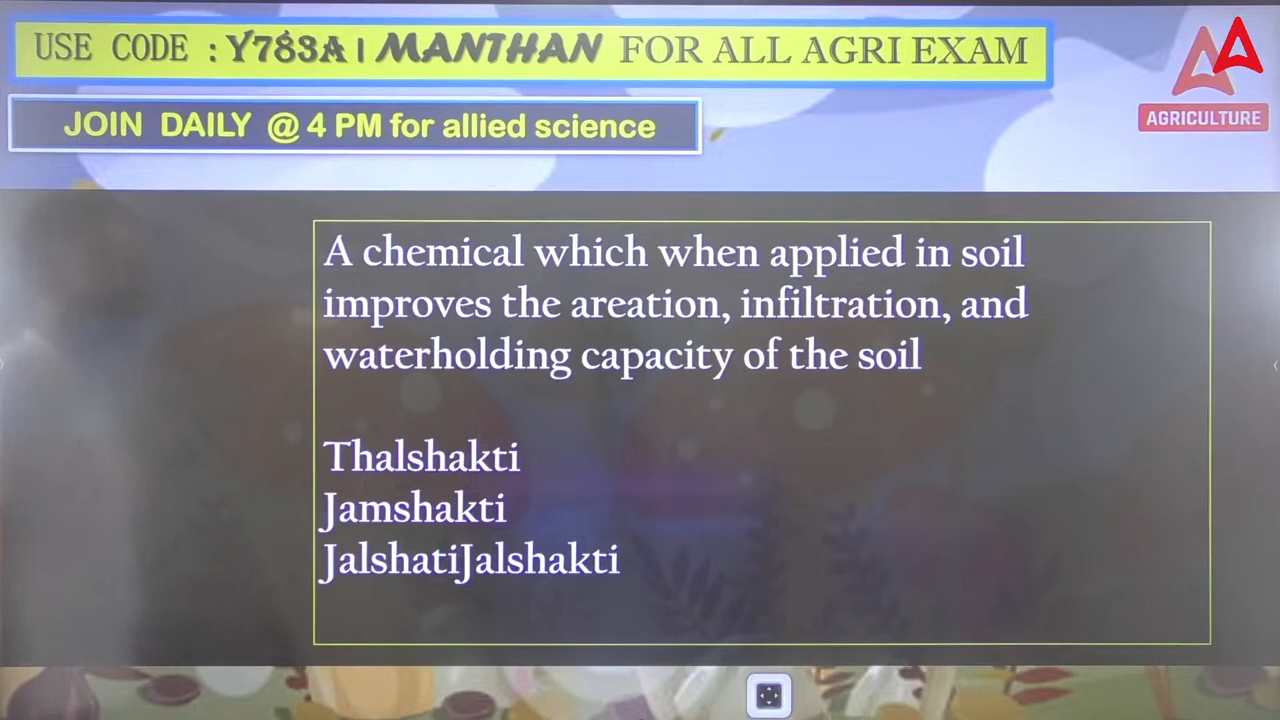 USE CODE : Y783A | MANTHAN FOR ALL AGRI EXAM
AGRICULTURE
JOIN DAILY @ 4 PM for allied science
A chemical which when applied in soil
improves the areation, infiltration, and
waterholding capacity of the soil
Thalshakti
Jamshakti
JalshatiJalshakti